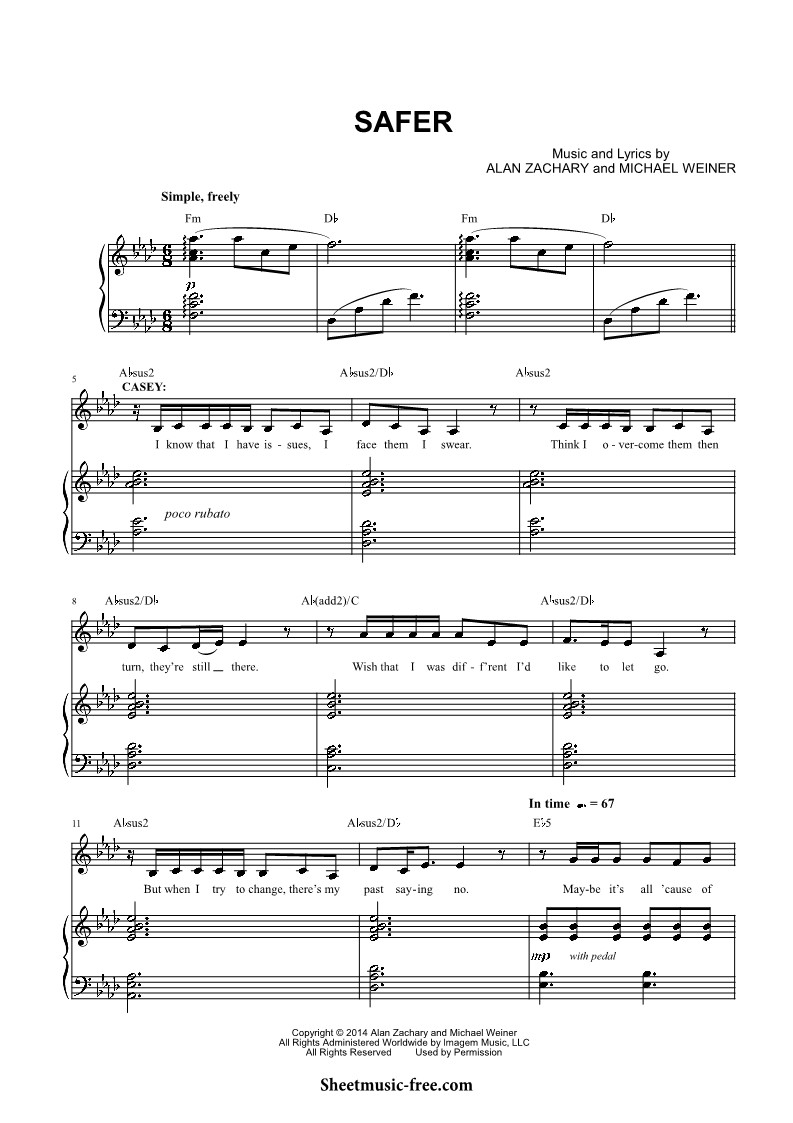 SAFER
Music and Lyrics by
ALAN ZACHARY and MICHAEL WEINER
Simple, freely
Fm D♭ Fm D♭
p
5 A♭sus2 A♭sus2/D♭ A♭sus2
CASEY:
I know that I have is - sues, I face them I swear. Think I o - ver-come them then
poco rubato
8 A♭sus2/D♭ A♭(add2)/C A♭sus2/D♭
turn, they're still there. Wish that I was dif - f'rent I'd like to let go.
In time ♩. = 67
11 A♭sus2 A♭sus2/D♭ E♭5
But when I try to change, there's my past say-ing no. May-be it's all 'cause of
mp with pedal
Copyright © 2014 Alan Zachary and Michael Weiner
All Rights Administered Worldwide by Imagem Music, LLC
All Rights Reserved Used by Permission
Sheetmusic-free.com